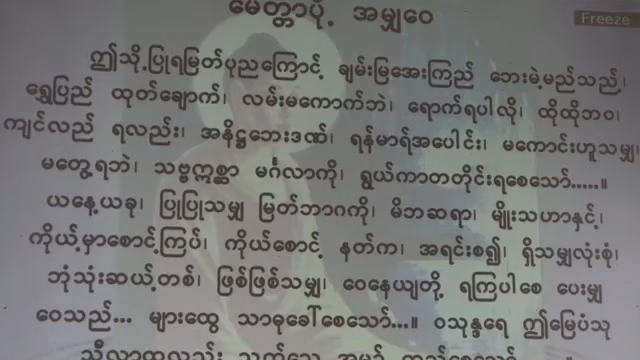 မေတ္တာပို့ အမျှဝေ
Freeze
ဤသို့ပြုရမြတ်ပုညကြောင့် ချမ်းမြအေးကြည် ဘေးမဲ့မည်သည်၊
ရွှေပြည် ထုတ်ချောက်၊ လမ်းမကောက်ဘဲ၊ ရောက်ရပါလို၊ ထိုထိုဘဝ၊
ကျင်လည် ရလည်း၊ အနိဋ္ဌဘေးဒဏ်၊ ရန်မာရ်အပေါင်း၊ မကောင်းဟူသမျှ၊
မတွေ့ရဘဲ၊ သဗ္ဗဣစ္ဆာ မင်္ဂလာကို၊ ရွယ်ကာတတိုင်းရစေသော်.....။
ယနေ့ယခု၊ ပြုပြုသမျှ မြတ်ဘာဂကို၊ မိဘဆရာ၊ မျိုးသဟာနှင့်၊
ကိုယ့်မှာစောင့်ကြပ်၊ ကိုယ်စောင့် နတ်က၊ အရင်းစ၍၊ ရှိသမျှလုံးစုံ၊
ဘုံသုံးဆယ့်တစ်၊ ဖြစ်ဖြစ်သမျှ၊ ဝေနေယျတို့ ရကြပါစေ ပေးမျှ
ဝေသည်... များထွေ သာဓုခေါ်စေသော်...။ ဝသုန္ဒရေ ဤမြေပံသု